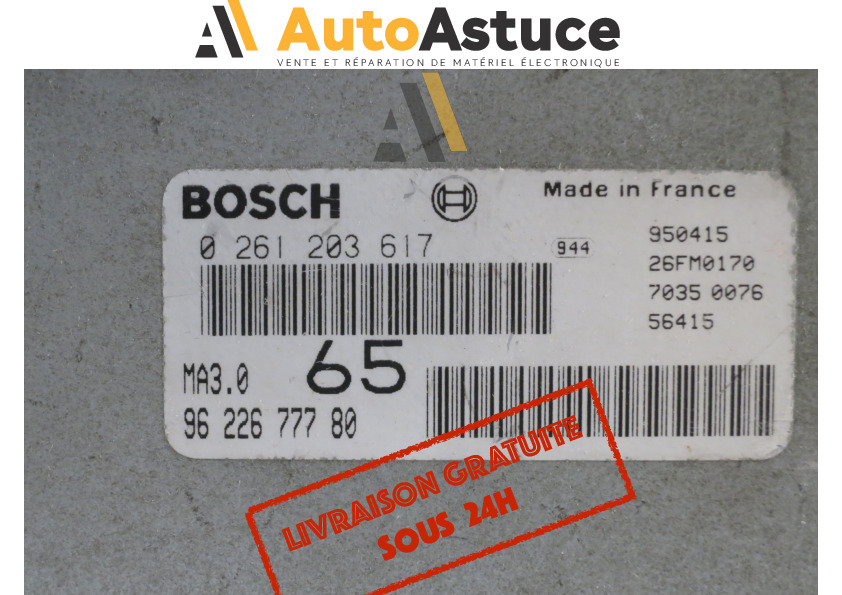 AutoAstuce
VENTE ET RÉPARATION DE MATÉRIEL ÉLECTRONIQUE
BOSCH
Made in France
0 261 203 617
944
950415
26FM0170
7035 0076
56415
MA3.0
65
96 226 777 80
LIVRAISON GRATUITE
SOUS 24H